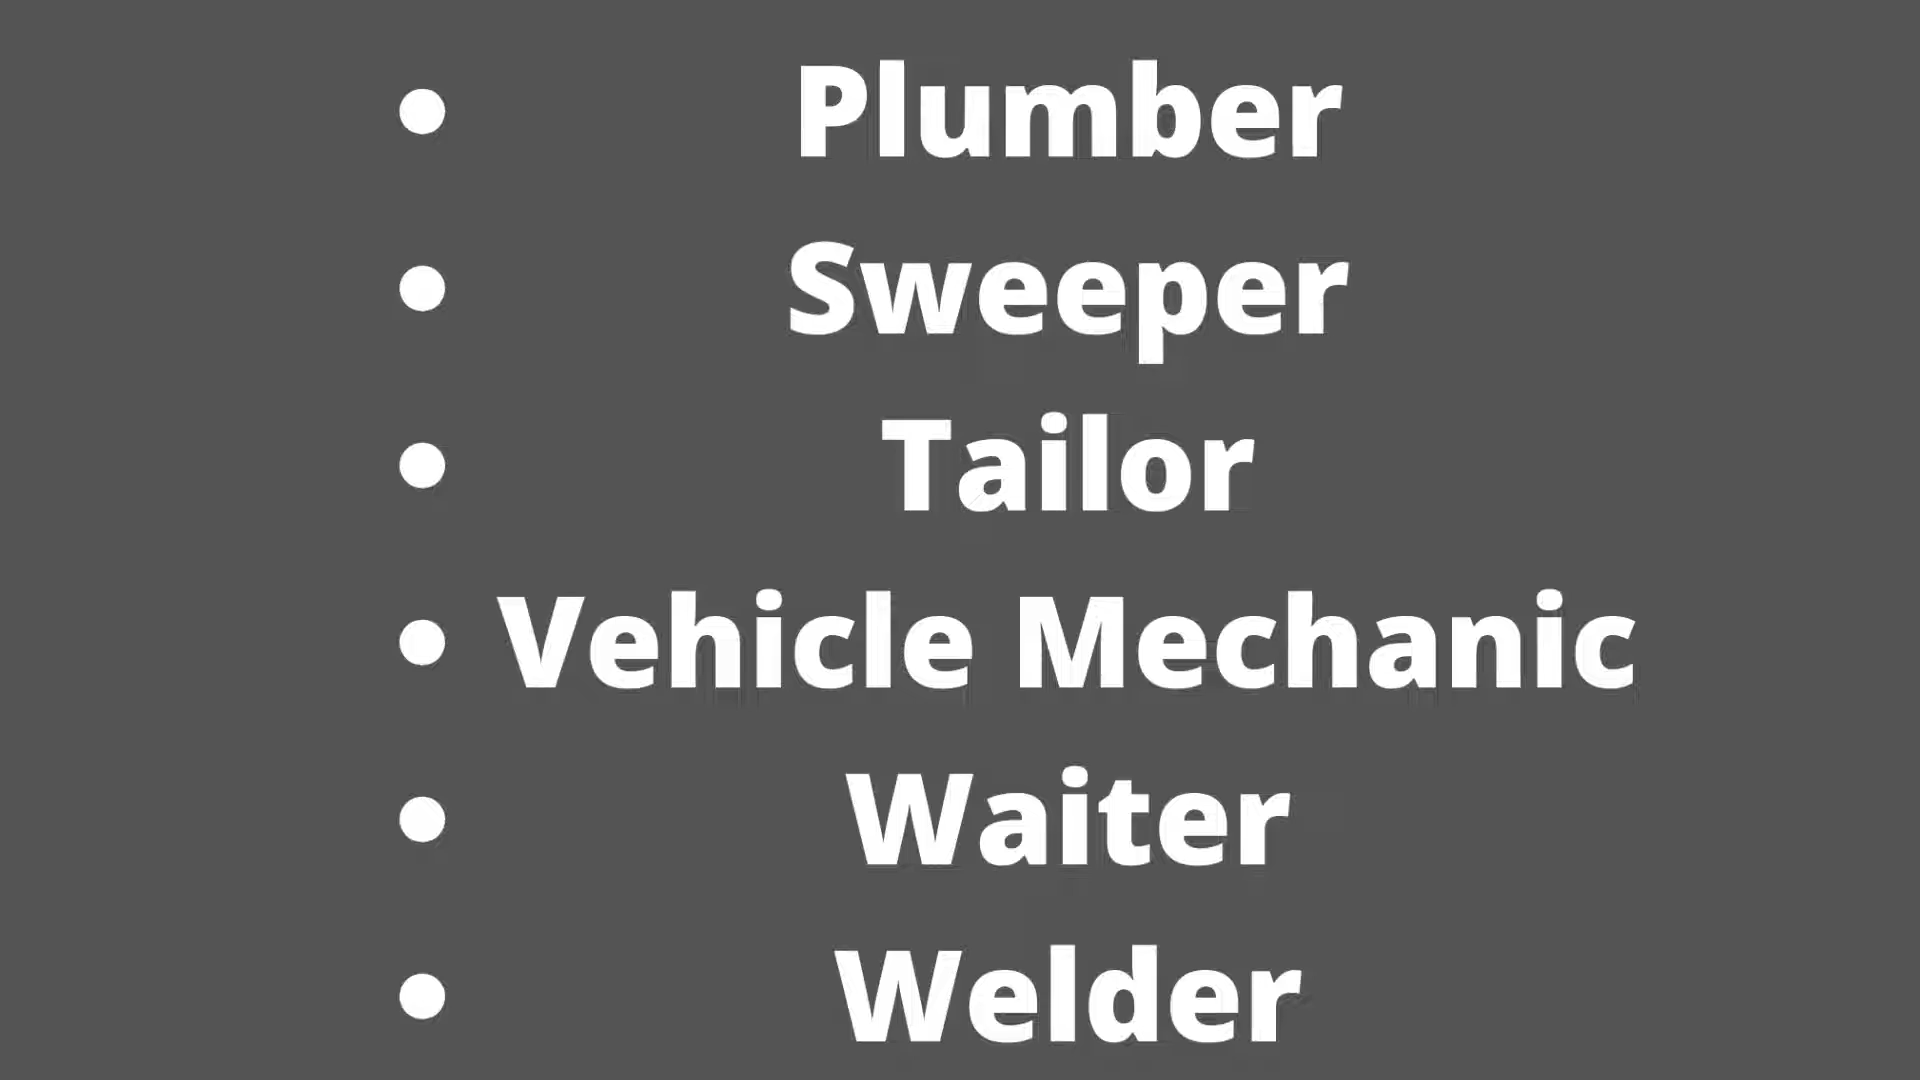 • Plumber
• Sweeper
• Tailor
• Vehicle Mechanic
• Waiter
• Welder